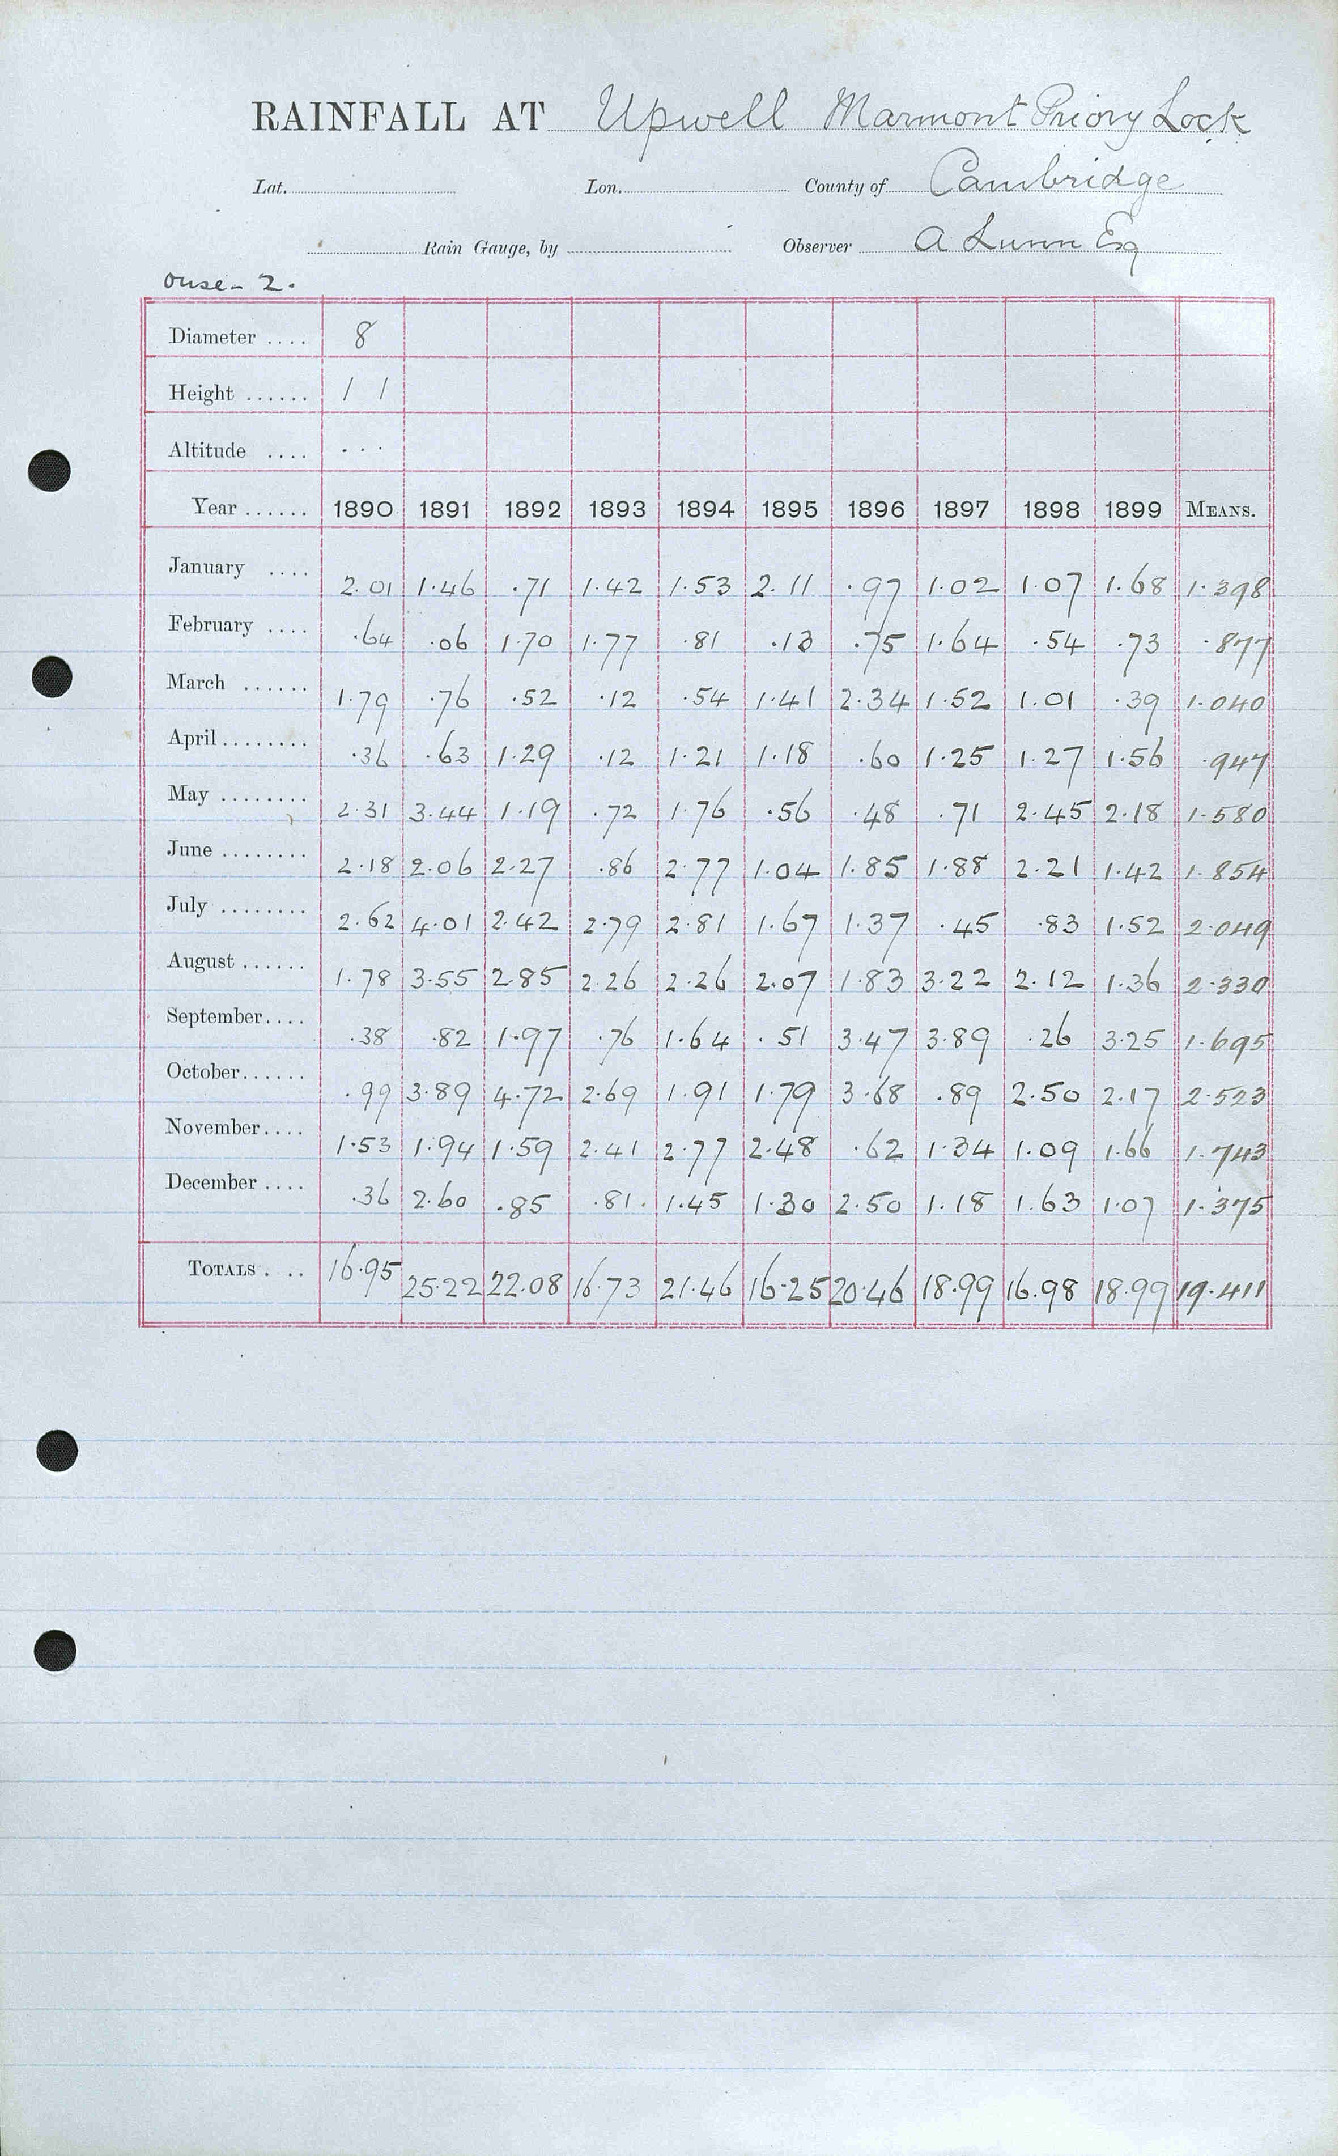 RAINFALL AT Upwell Marmont Priory Lock
Lat. Lon. County of Cambridge
Rain Gauge, by Observer A Lunn Esq
Ouse - 2.
Diameter .... 8
Height ...... 1 1
Altitude .... ...
Year ...... 1890 1891 1892 1893 1894 1895 1896 1897 1898 1899 MEANS.
January .... 2.01 1.46 .71 1.42 1.53 2.11 .97 1.02 1.07 1.68 1.398
February .... .64 .06 1.70 1.77 .81 .13 .75 1.64 .54 .73 .877
March ...... 1.79 .76 .52 .12 .54 1.41 2.34 1.52 1.01 .39 1.040
April ........ .36 .63 1.29 .12 1.21 1.18 .60 1.25 1.27 1.56 .947
May ........ 2.31 3.44 1.19 .72 1.76 .56 .48 .71 2.45 2.18 1.580
June ........ 2.18 2.06 2.27 .86 2.77 1.04 1.85 1.88 2.21 1.42 1.854
July ........ 2.62 4.01 2.42 2.79 2.81 1.67 1.37 .45 .83 1.52 2.049
August ...... 1.78 3.55 2.85 2.26 2.26 2.07 1.83 3.22 2.12 1.36 2.330
September .... .38 .82 1.97 .76 1.64 .51 3.47 3.89 .26 3.25 1.695
October ...... .99 3.89 4.72 2.69 1.91 1.79 3.68 .89 2.50 2.17 2.523
November .... 1.53 1.94 1.59 2.41 2.77 2.48 .62 1.34 1.09 1.66 1.743
December .... .36 2.60 .85 .81 1.45 1.30 2.50 1.18 1.63 1.07 1.375
TOTALS .... 16.95 25.22 22.08 16.73 21.46 16.25 20.46 18.99 16.98 18.99 19.411